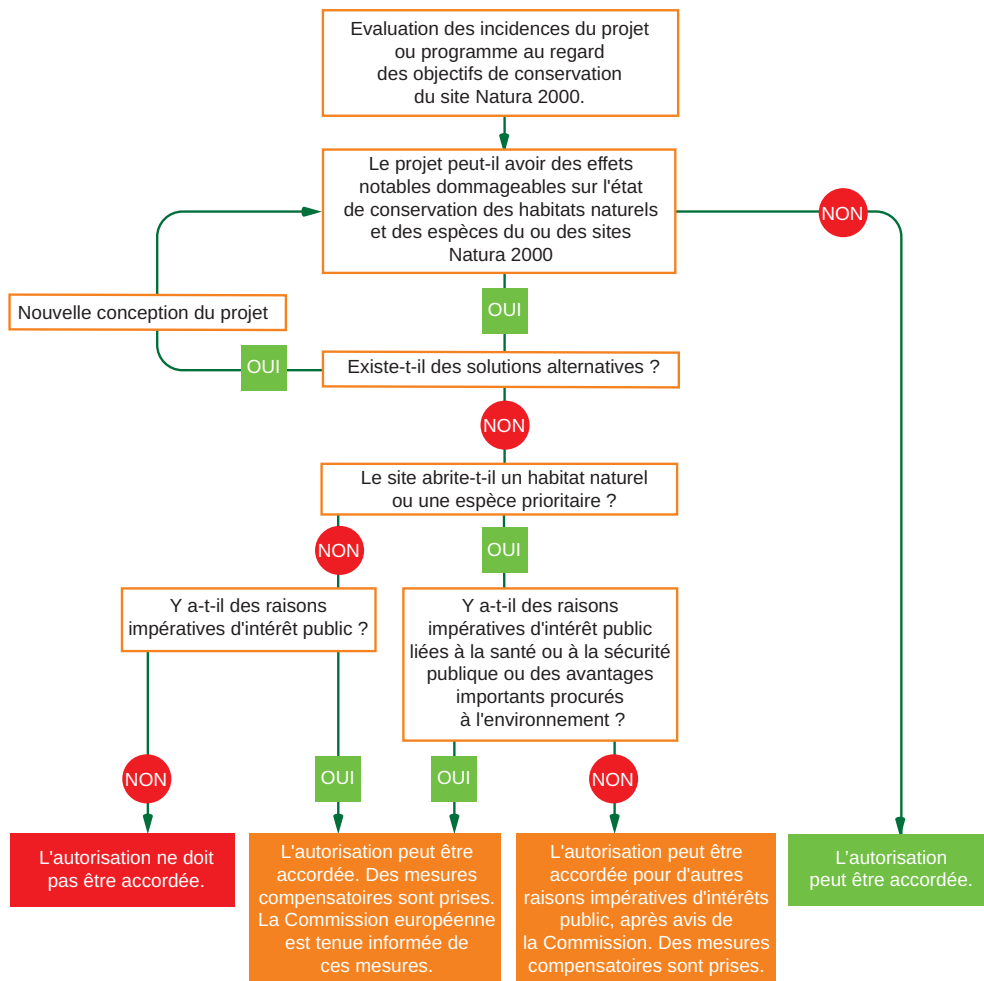 Evaluation des incidences du projet
ou programme au regard
des objectifs de conservation
du site Natura 2000.
Le projet peut-il avoir des effets
notables dommageables sur l'état
de conservation des habitats naturels
et des espèces du ou des sites
Natura 2000
NON
Nouvelle conception du projet
OUI
OUI
Existe-t-il des solutions alternatives ?
NON
Le site abrite-t-il un habitat naturel
ou une espèce prioritaire ?
NON
OUI
Y a-t-il des raisons
impératives d'intérêt public ?
Y a-t-il des raisons
impératives d'intérêt public
liées à la santé ou à la sécurité
publique ou des avantages
importants procurés
à l'environnement ?
NON
OUI
OUI
NON
L'autorisation ne doit
pas être accordée.
L'autorisation peut être
accordée. Des mesures
compensatoires sont prises.
La Commission européenne
est tenue informée de
ces mesures.
L'autorisation peut être
accordée pour d'autres
raisons impératives d'intérêts
public, après avis de
la Commission. Des mesures
compensatoires sont prises.
L’autorisation
peut être accordée.